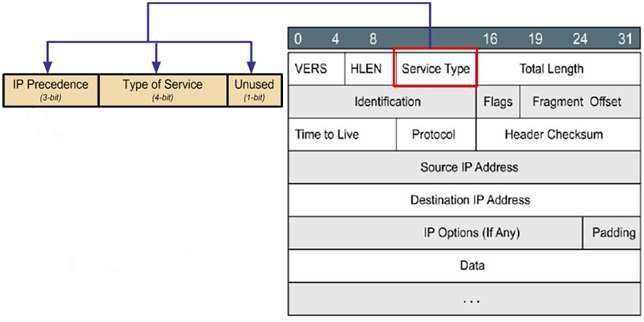 0 4 8 16 19 24 31
IP Precedence Type of Service Unused
(3-bit) (4-bit) (1-bit)
VERS HLEN Service Type Total Length
Identification Flags Fragment Offset
Time to Live Protocol Header Checksum
Source IP Address
Destination IP Address
IP Options (If Any) Padding
Data
. . .